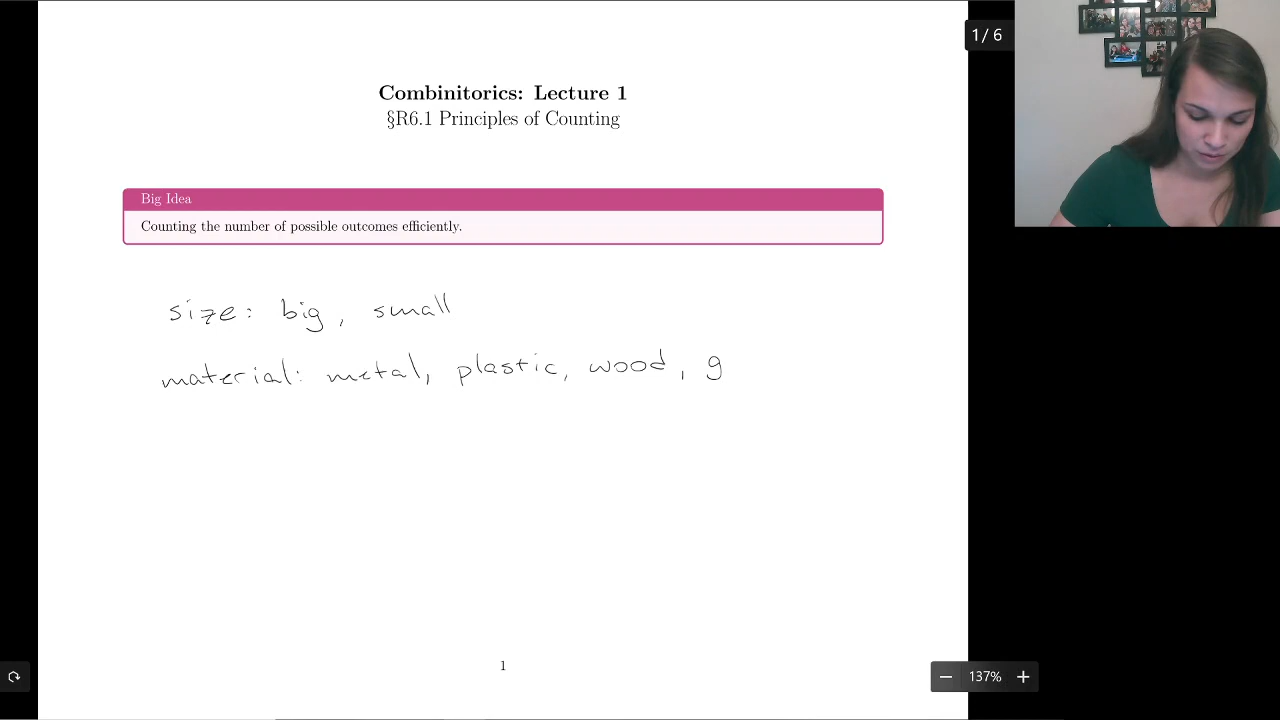 1 / 6
Combinitorics: Lecture 1
§R6.1 Principles of Counting
Big Idea
Counting the number of possible outcomes efficiently.
size: big, small
material: metal, plastic, wood, g
1
137%